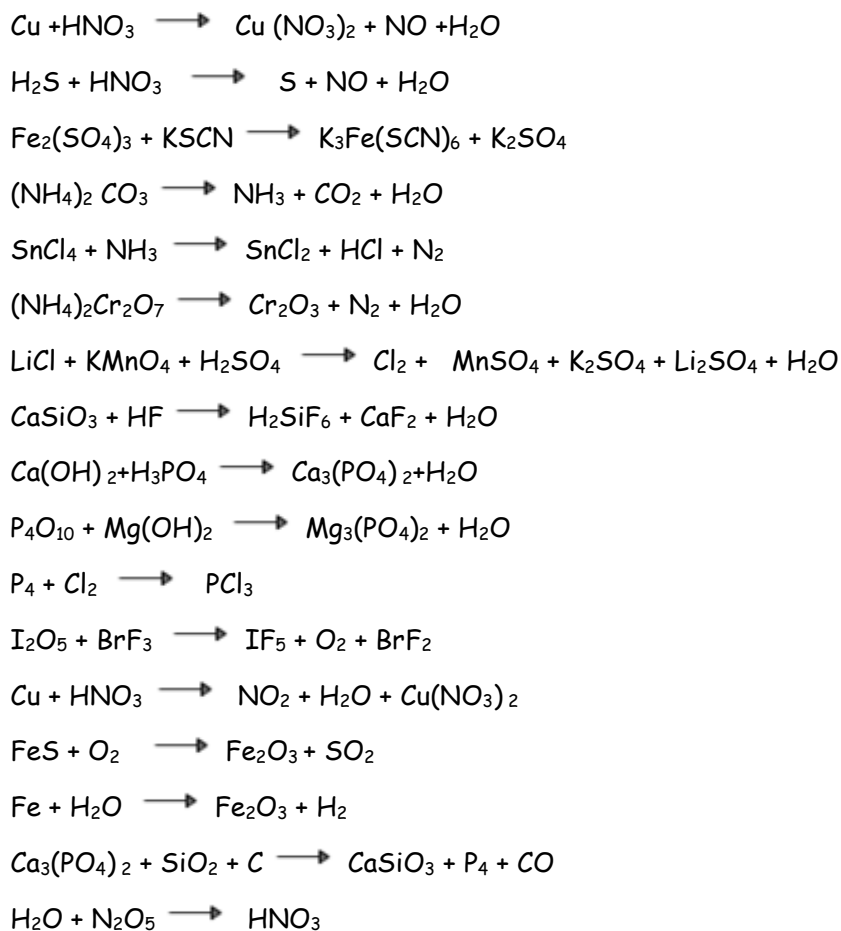 Cu +HNO₃ ⟶ Cu (NO₃)₂ + NO +H₂O
H₂S + HNO₃ ⟶ S + NO + H₂O
Fe₂(SO₄)₃ + KSCN ⟶ K₃Fe(SCN)₆ + K₂SO₄
(NH₄)₂ CO₃ ⟶ NH₃ + CO₂ + H₂O
SnCl₄ + NH₃ ⟶ SnCl₂ + HCl + N₂
(NH₄)₂Cr₂O₇ ⟶ Cr₂O₃ + N₂ + H₂O
LiCl + KMnO₄ + H₂SO₄ ⟶ Cl₂ + MnSO₄ + K₂SO₄ + Li₂SO₄ + H₂O
CaSiO₃ + HF ⟶ H₂SiF₆ + CaF₂ + H₂O
Ca(OH) ₂+H₃PO₄ ⟶ Ca₃(PO₄) ₂+H₂O
P₄O₁₀ + Mg(OH)₂ ⟶ Mg₃(PO₄)₂ + H₂O
P₄ + Cl₂ ⟶ PCl₃
I₂O₅ + BrF₃ ⟶ IF₅ + O₂ + BrF₂
Cu + HNO₃ ⟶ NO₂ + H₂O + Cu(NO₃) ₂
FeS + O₂ ⟶ Fe₂O₃ + SO₂
Fe + H₂O ⟶ Fe₂O₃ + H₂
Ca₃(PO₄) ₂ + SiO₂ + C ⟶ CaSiO₃ + P₄ + CO
H₂O + N₂O₅ ⟶ HNO₃